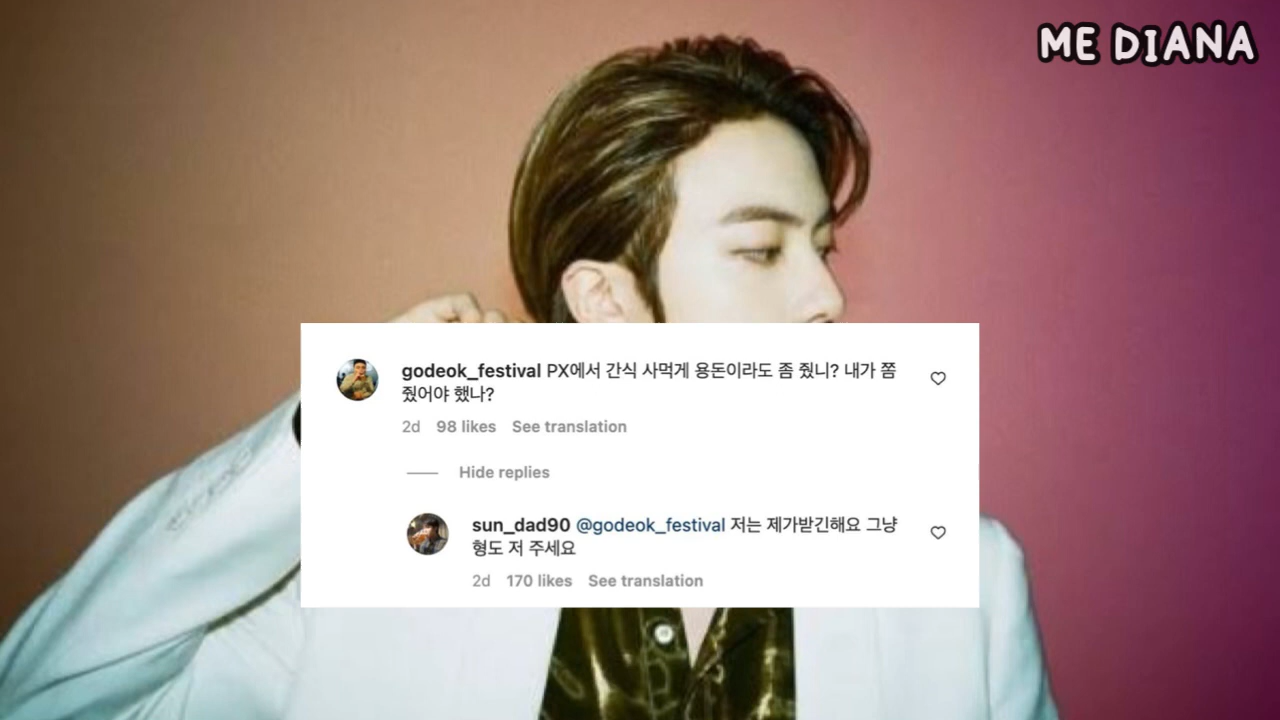 ME DIANA
godeok_festival PX에서 간식 사먹게 용돈이라도 좀 줬니? 내가 쫌
줬어야 했나?
2d 98 likes See translation
Hide replies
sun_dad90 @godeok_festival 저는 제가받긴해요 그냥
형도 저 주세요
2d 170 likes See translation